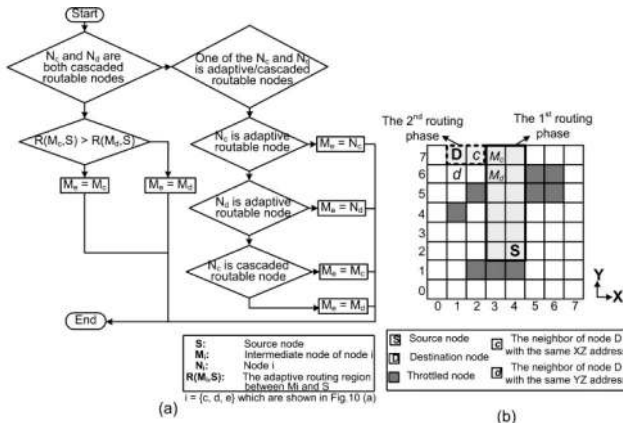 Start
N_c and N_d are
both cascaded
routable nodes
One of the N_c and N_d
is adaptive/cascaded
routable nodes
R(M_c,S) > R(M_d,S)
M_e = M_c
M_e = M_d
N_c is adaptive
routable node
M_e = N_c
N_d is adaptive
routable node
M_e = N_d
N_c is cascaded
routable node
M_e = M_c
M_e = M_d
End
S: Source node
M_i: Intermediate node of node i
N_i: Node i
R(M_i,S): The adaptive routing region
between Mi and S
i = {c, d, e} which are shown in Fig.10 (a)
(a)
The 2nd routing
phase
The 1st routing
phase
7 D c M_c
6 d M_d
5
4
3
2 S
1
0
0 1 2 3 4 5 6 7
Y
X
S Source node
D Destination node
Throttled node
c The neighbor of node D
with the same XZ address
d The neighbor of node D
with the same YZ address
(b)